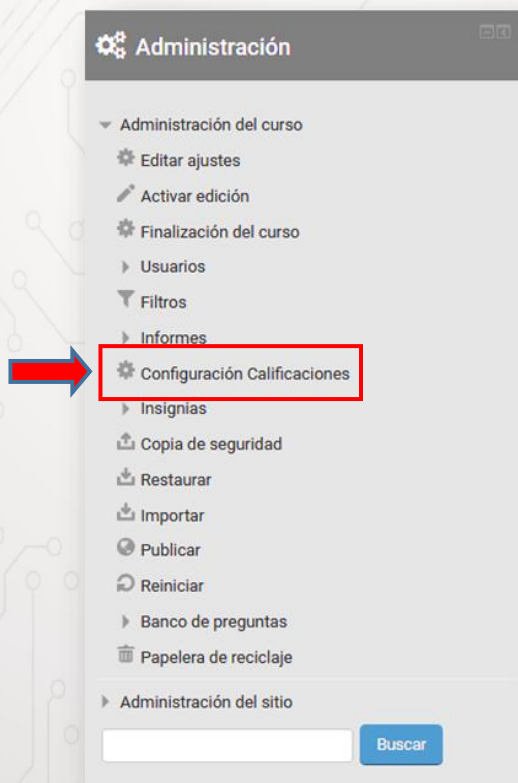 Administración
Administración del curso
Editar ajustes
Activar edición
Finalización del curso
Usuarios
Filtros
Informes
Configuración Calificaciones
Insignias
Copia de seguridad
Restaurar
Importar
Publicar
Reiniciar
Banco de preguntas
Papelera de reciclaje
Administración del sitio
Buscar